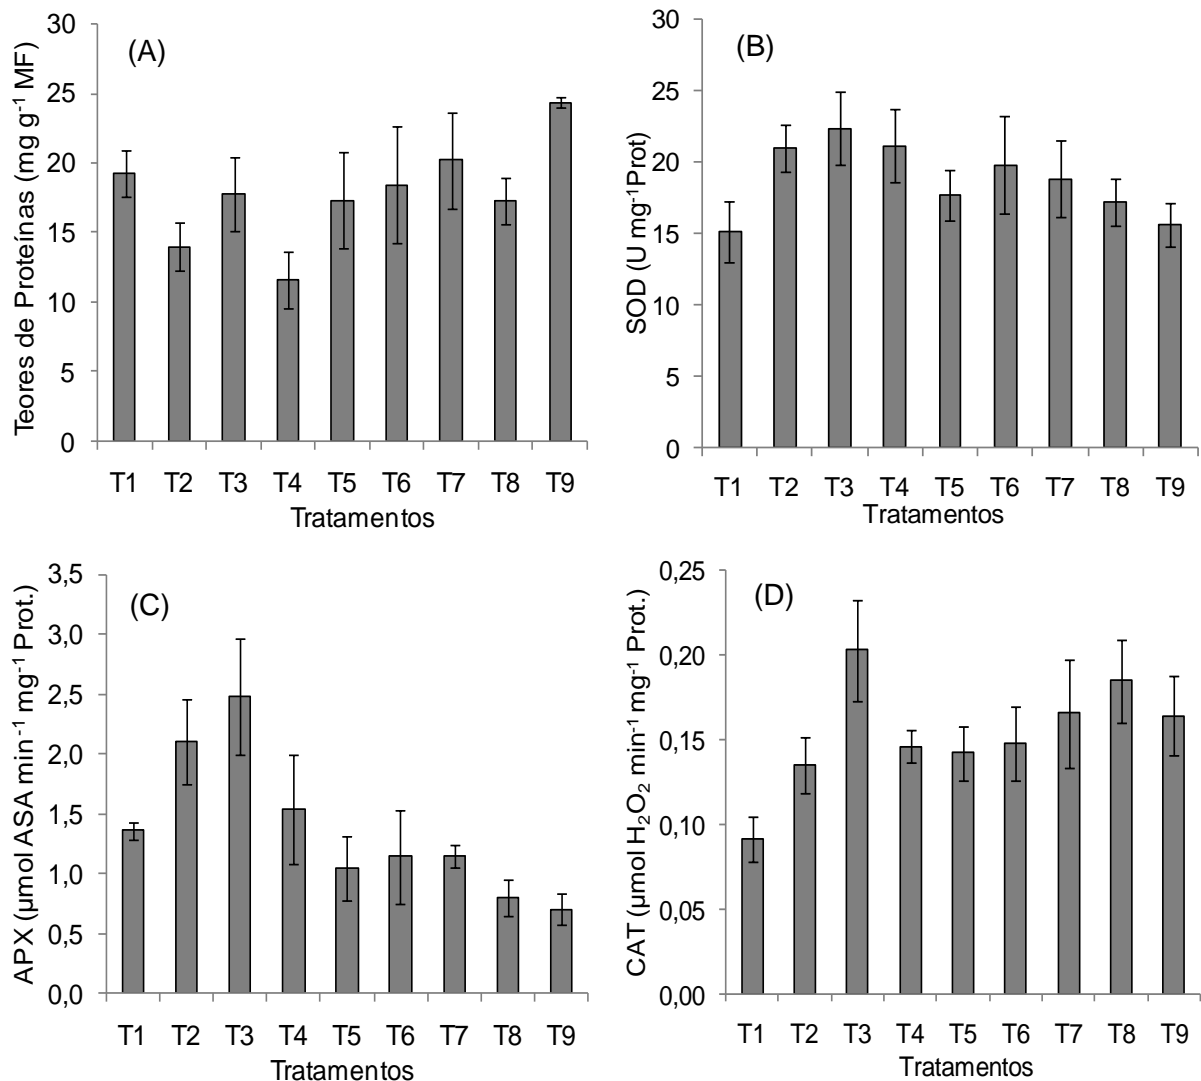 (A)
Teores de Proteínas (mg g⁻¹ MF)
30
25
20
15
10
5
0
T1 T2 T3 T4 T5 T6 T7 T8 T9
Tratamentos
(B)
SOD (U mg⁻¹Prot)
30
25
20
15
10
5
0
T1 T2 T3 T4 T5 T6 T7 T8 T9
Tratamentos
(C)
APX (µmol ASA min⁻¹ mg⁻¹ Prot.)
3,5
3,0
2,5
2,0
1,5
1,0
0,5
0,0
T1 T2 T3 T4 T5 T6 T7 T8 T9
Tratamentos
(D)
CAT (µmol H₂O₂ min⁻¹ mg⁻¹ Prot.)
0,25
0,20
0,15
0,10
0,05
0,00
T1 T2 T3 T4 T5 T6 T7 T8 T9
Tratamentos